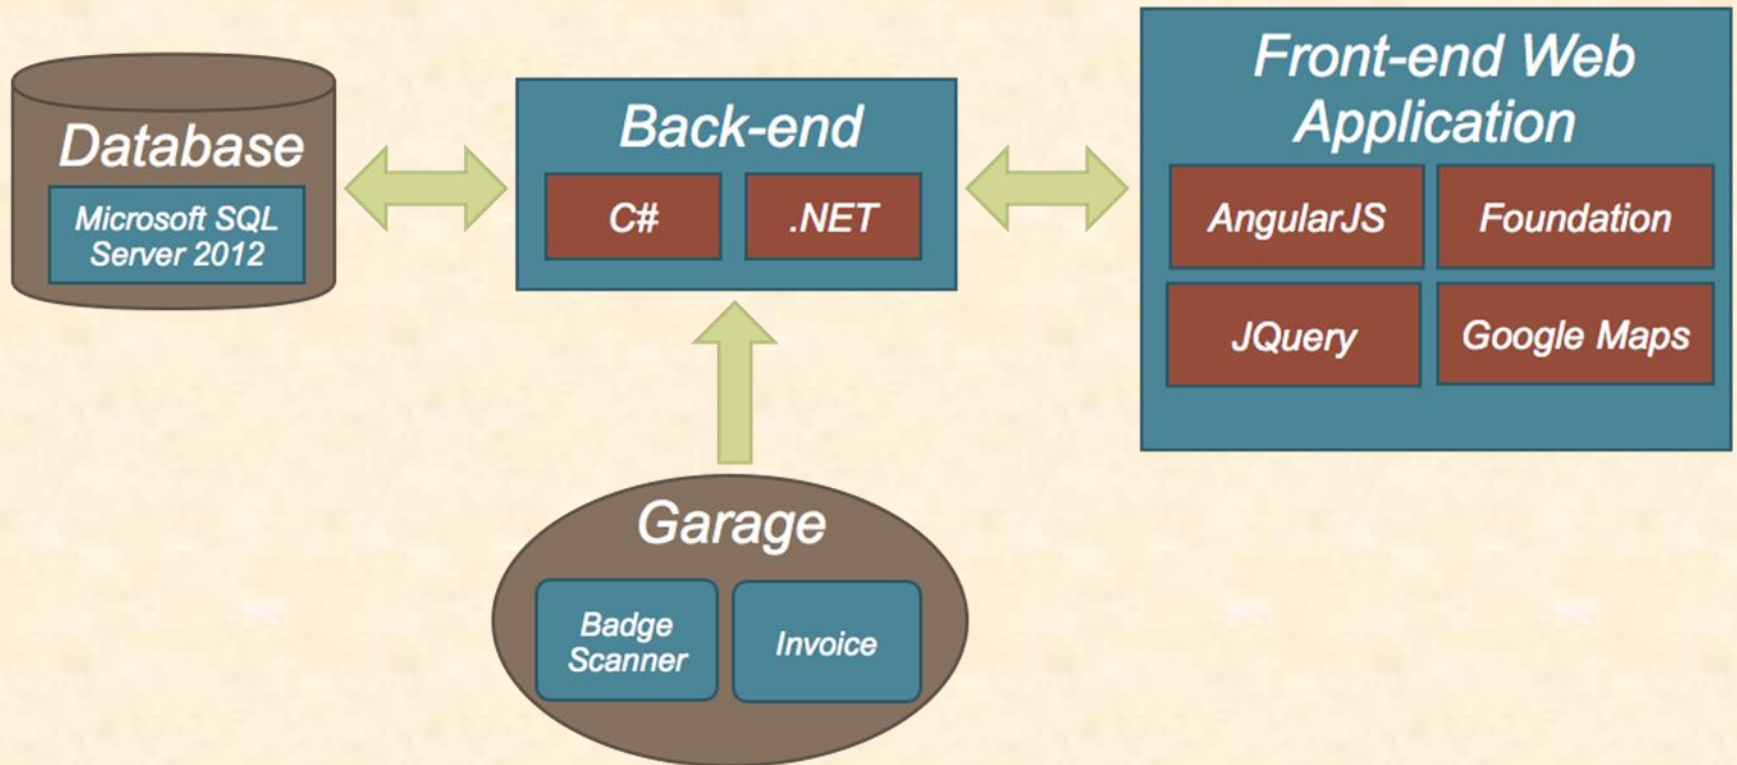 Database
Microsoft SQL
Server 2012
Back-end
C#
.NET
Front-end Web
Application
AngularJS
Foundation
JQuery
Google Maps
Garage
Badge
Scanner
Invoice